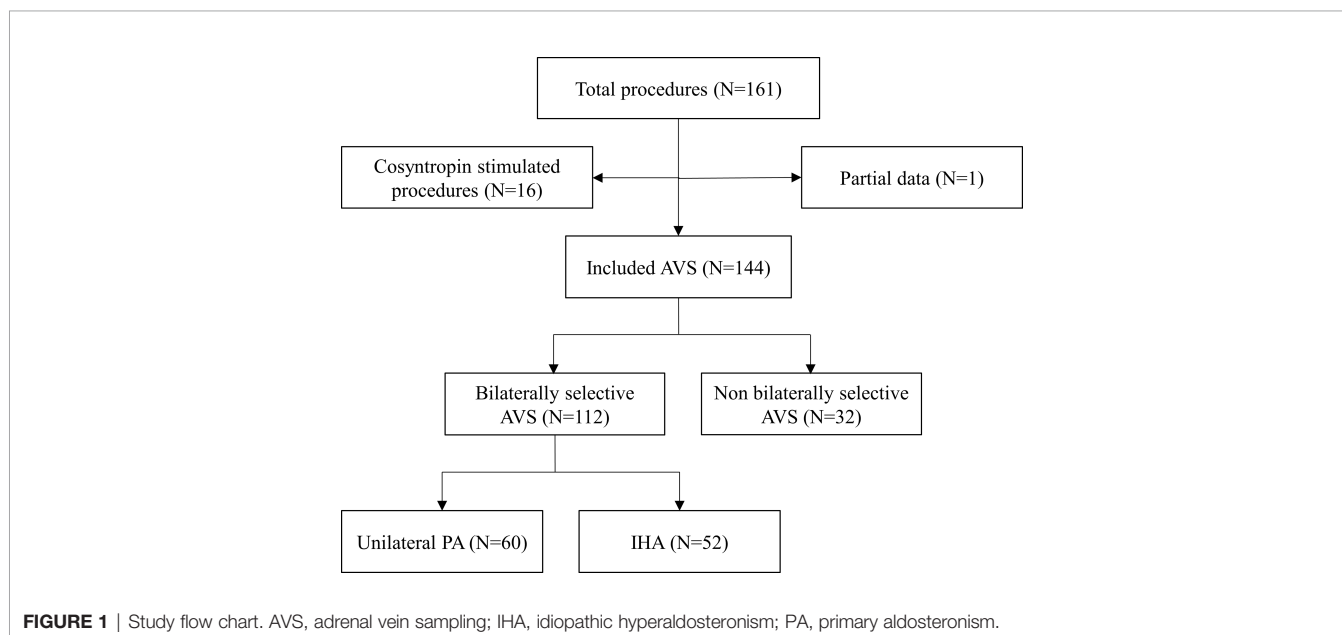 Total procedures (N=161)
Cosyntropin stimulated
procedures (N=16)
Partial data (N=1)
Included AVS (N=144)
Bilaterally selective
AVS (N=112)
Non bilaterally selective
AVS (N=32)
Unilateral PA (N=60)
IHA (N=52)
FIGURE 1 | Study flow chart. AVS, adrenal vein sampling; IHA, idiopathic hyperaldosteronism; PA, primary aldosteronism.